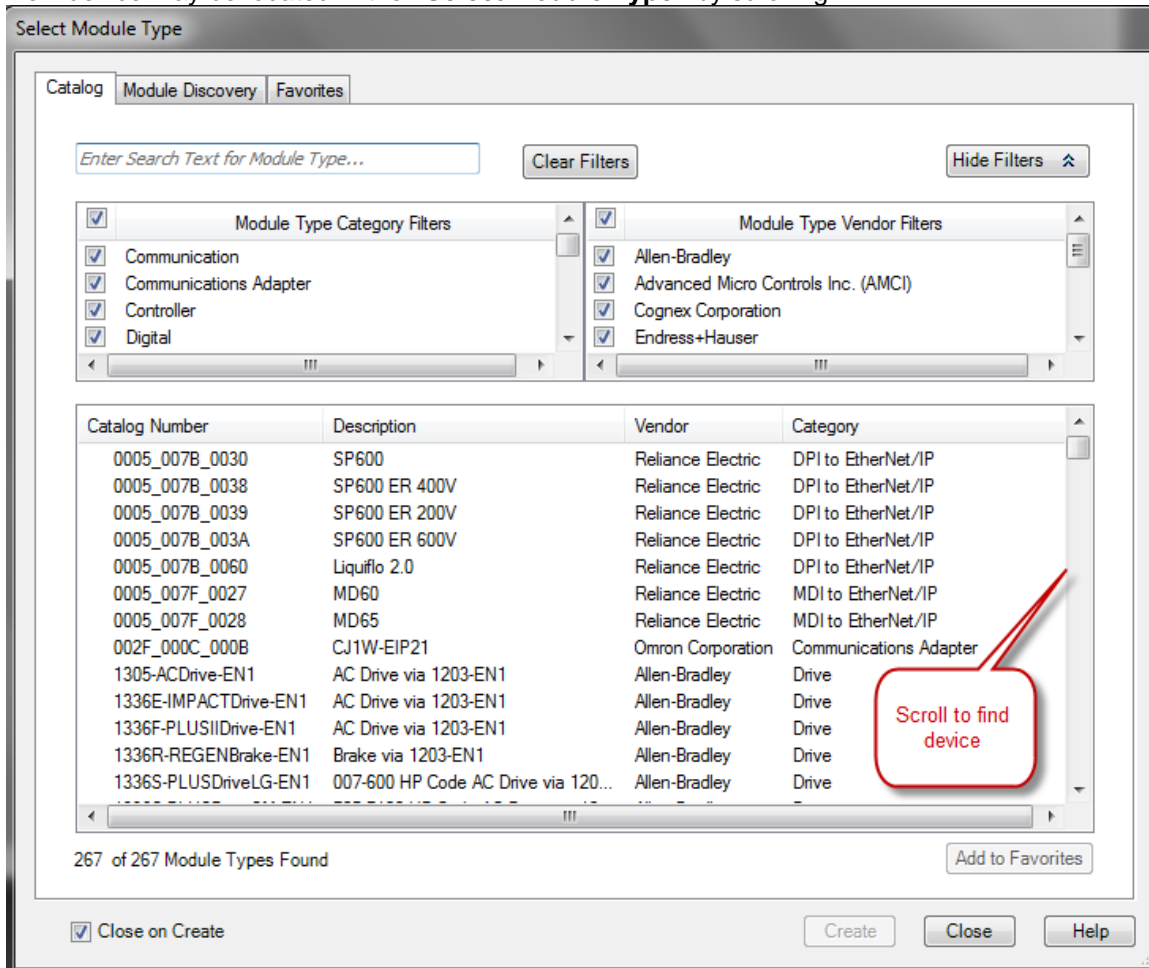 Select Module Type
Catalog Module Discovery Favorites
Enter Search Text for Module Type... Clear Filters Hide Filters
Module Type Category Filters Module Type Vendor Filters
Communication Allen-Bradley
Communications Adapter Advanced Micro Controls Inc. (AMCI)
Controller Cognex Corporation
Digital Endress+Hauser
Catalog Number Description Vendor Category
0005_007B_0030 SP600 Reliance Electric DPI to EtherNet/IP
0005_007B_0038 SP600 ER 400V Reliance Electric DPI to EtherNet/IP
0005_007B_0039 SP600 ER 200V Reliance Electric DPI to EtherNet/IP
0005_007B_003A SP600 ER 600V Reliance Electric DPI to EtherNet/IP
0005_007B_0060 Liquiflo 2.0 Reliance Electric DPI to EtherNet/IP
0005_007F_0027 MD60 Reliance Electric MDI to EtherNet/IP
0005_007F_0028 MD65 Reliance Electric MDI to EtherNet/IP
002F_000C_000B CJ1W-EIP21 Omron Corporation Communications Adapter
1305-ACDrive-EN1 AC Drive via 1203-EN1 Allen-Bradley Drive
1336E-IMPACTDrive-EN1 AC Drive via 1203-EN1 Allen-Bradley Drive
1336F-PLUSIIDrive-EN1 AC Drive via 1203-EN1 Allen-Bradley Drive
1336R-REGENBrake-EN1 Brake via 1203-EN1 Allen-Bradley Drive
1336S-PLUSDriveLG-EN1 007-600 HP Code AC Drive via 120... Allen-Bradley Drive
Scroll to find
device
267 of 267 Module Types Found Add to Favorites
Close on Create Create Close Help